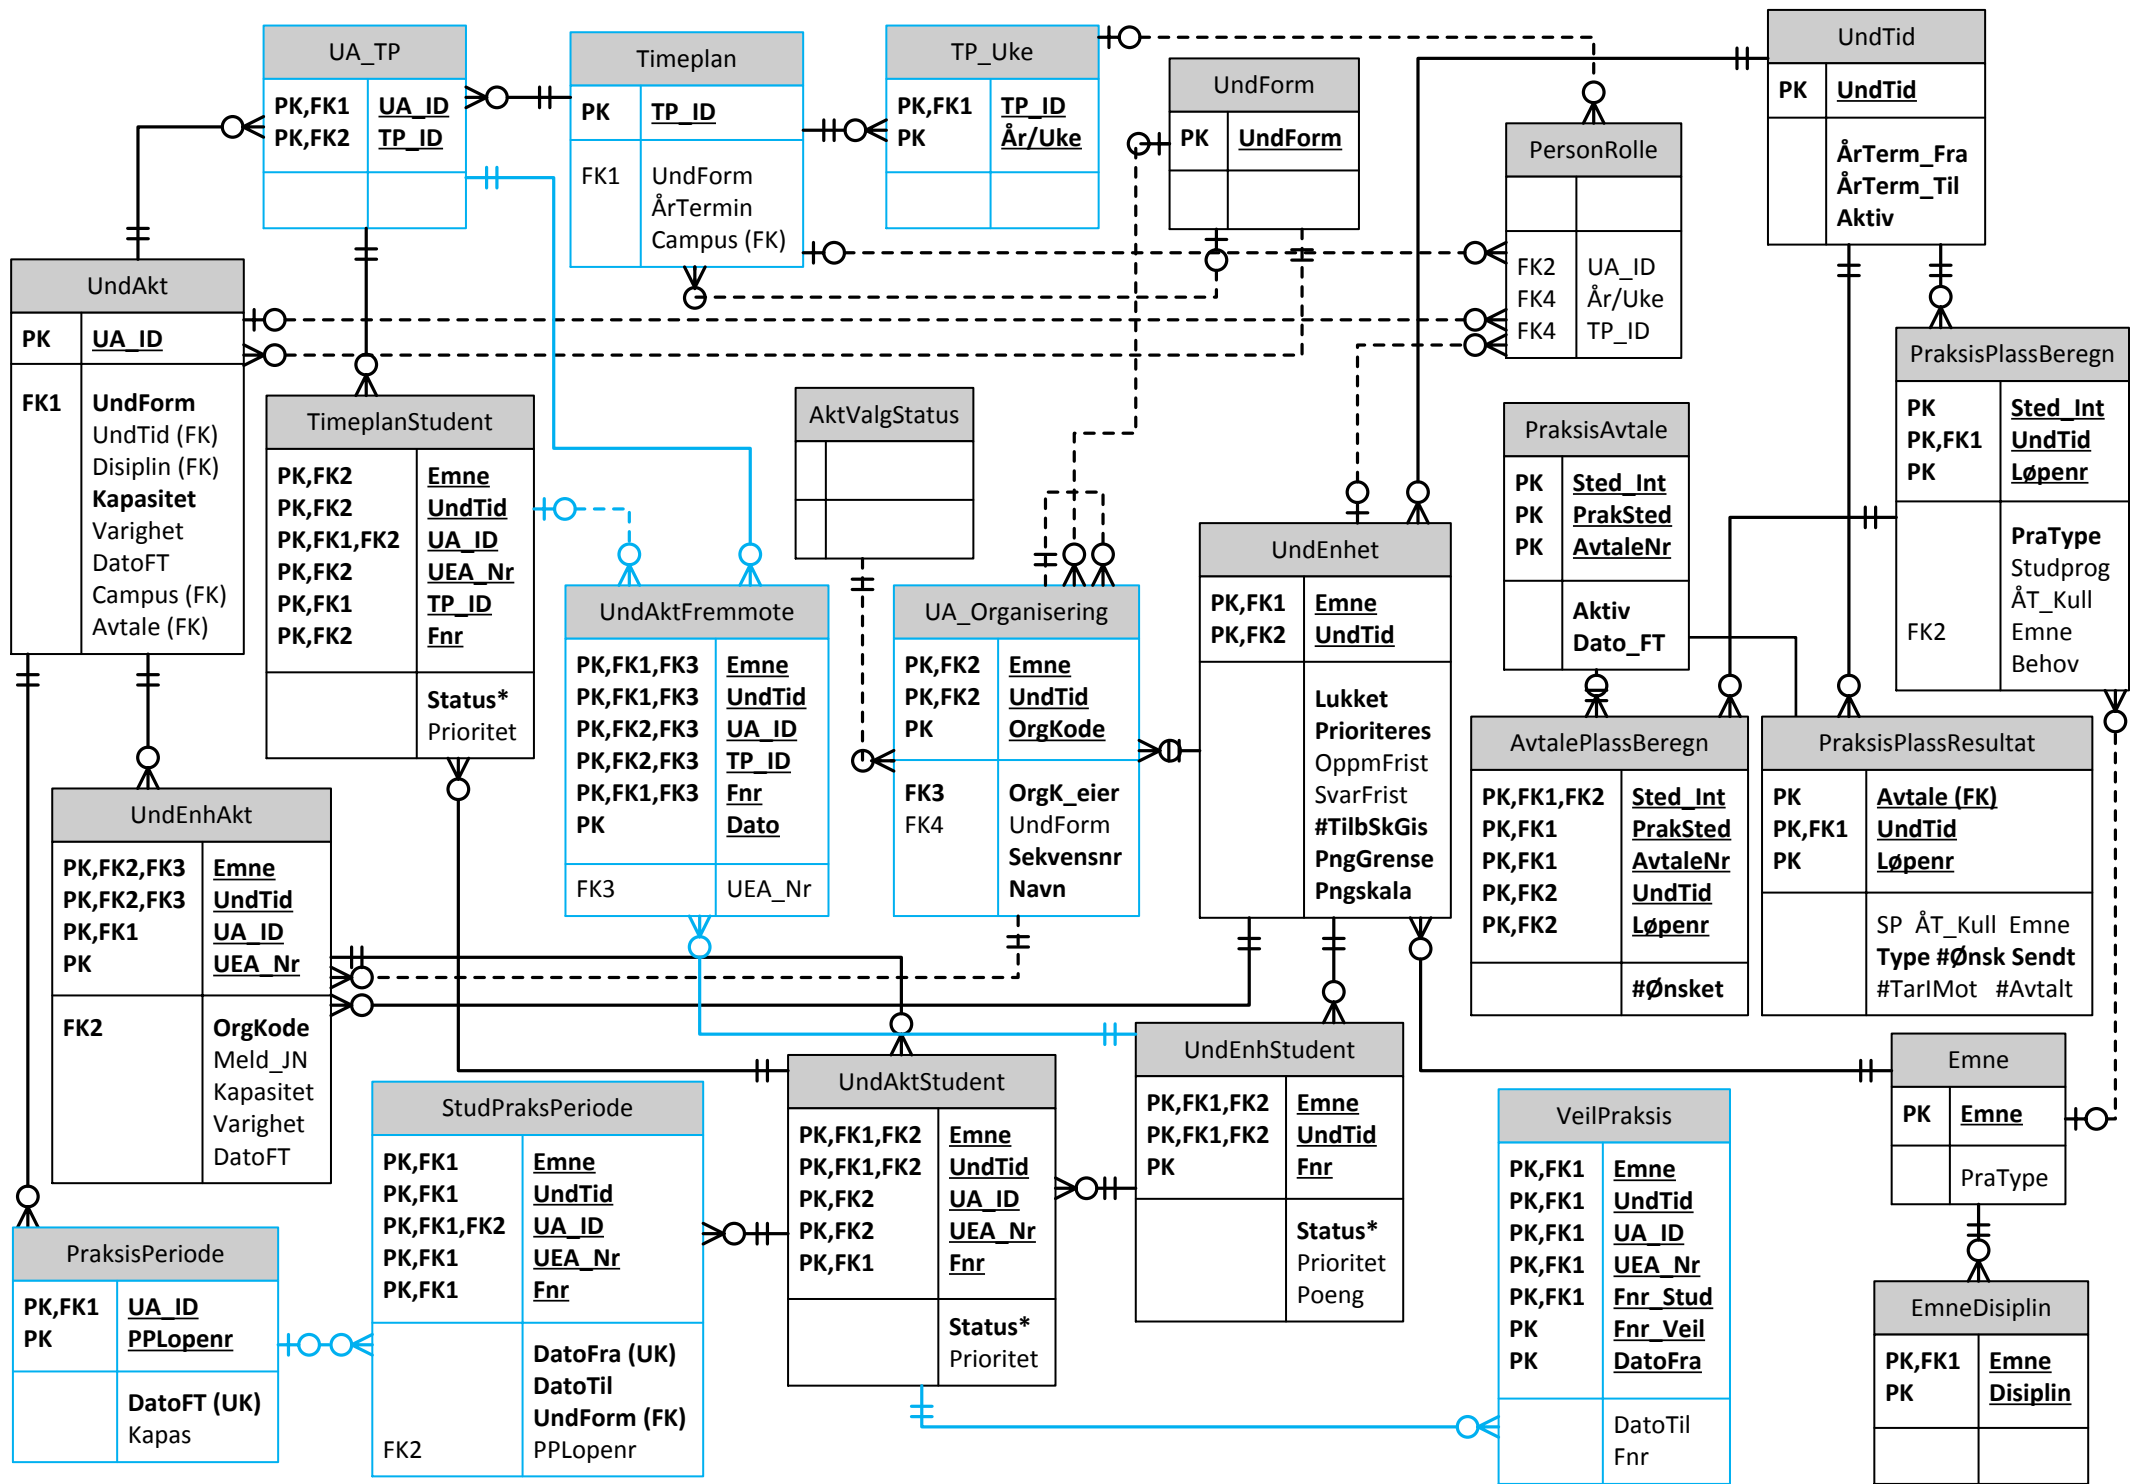 UA_TP
PK,FK1 UA_ID
PK,FK2 TP_ID
Timeplan
PK TP_ID
FK1 UndForm
ÅrTermin
Campus (FK)
TP_Uke
PK,FK1 TP_ID
PK År/Uke
UndForm
PK UndForm
UndTid
PK UndTid
ÅrTerm_Fra
ÅrTerm_Til
Aktiv
PersonRolle
FK2 UA_ID
FK4 År/Uke
FK4 TP_ID
UndAkt
PK UA_ID
FK1 UndForm
UndTid (FK)
Disiplin (FK)
Kapasitet
Varighet
DatoFT
Campus (FK)
Avtale (FK)
TimeplanStudent
PK,FK2 Emne
PK,FK2 UndTid
PK,FK1,FK2 UA_ID
PK,FK2 UEA_Nr
PK,FK1 TP_ID
PK,FK2 Fnr
Status*
Prioritet
AktValgStatus
PraksisAvtale
PK Sted_Int
PK PrakSted
PK AvtaleNr
Aktiv
Dato_FT
PraksisPlassBeregn
PK Sted_Int
PK,FK1 UndTid
PK Løpenr
PraType
Studprog
ÅT_Kull
FK2 Emne
Behov
UndAktFremmote
PK,FK1,FK3 Emne
PK,FK1,FK3 UndTid
PK,FK2,FK3 UA_ID
PK,FK2,FK3 TP_ID
PK,FK1,FK3 Fnr
PK Dato
FK3 UEA_Nr
UA_Organisering
PK,FK2 Emne
PK,FK2 UndTid
PK OrgKode
FK3 OrgK_eier
FK4 UndForm
Sekvensnr
Navn
UndEnhet
PK,FK1 Emne
PK,FK2 UndTid
Lukket
Prioriteres
OppmFrist
SvarFrist
#TilbSkGis
PngGrense
Pngskala
AvtalePlassBeregn
PK,FK1,FK2 Sted_Int
PK,FK1 PrakSted
PK,FK1 AvtaleNr
PK,FK2 UndTid
PK,FK2 Løpenr
#Ønsket
PraksisPlassResultat
PK Avtale (FK)
PK,FK1 UndTid
PK Løpenr
SP ÅT_Kull Emne
Type #Ønsk Sendt
#TarIMot #Avtalt
UndEnhAkt
PK,FK2,FK3 Emne
PK,FK2,FK3 UndTid
PK,FK1 UA_ID
PK UEA_Nr
FK2 OrgKode
Meld_JN
Kapasitet
Varighet
DatoFT
StudPraksPeriode
PK,FK1 Emne
PK,FK1 UndTid
PK,FK1,FK2 UA_ID
PK,FK1 UEA_Nr
PK,FK1 Fnr
DatoFra (UK)
DatoTil
UndForm (FK)
FK2 PPLopenr
UndAktStudent
PK,FK1,FK2 Emne
PK,FK1,FK2 UndTid
PK,FK2 UA_ID
PK,FK2 UEA_Nr
PK,FK1 Fnr
Status*
Prioritet
UndEnhStudent
PK,FK1,FK2 Emne
PK,FK1,FK2 UndTid
PK Fnr
Status*
Prioritet
Poeng
VeilPraksis
PK,FK1 Emne
PK,FK1 UndTid
PK,FK1 UA_ID
PK,FK1 UEA_Nr
PK,FK1 Fnr_Stud
PK Fnr_Veil
PK DatoFra
DatoTil
Fnr
Emne
PK Emne
PraType
PraksisPeriode
PK,FK1 UA_ID
PK PPLopenr
DatoFT (UK)
Kapas
EmneDisiplin
PK,FK1 Emne
PK Disiplin